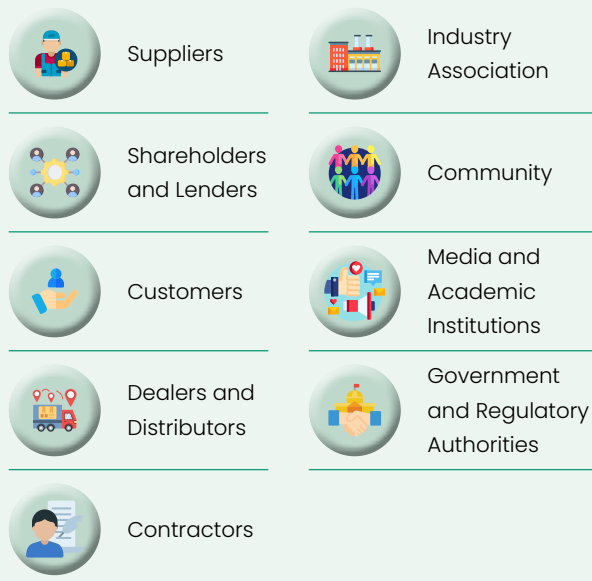 Suppliers
Shareholders
and Lenders
Customers
Dealers and
Distributors
Contractors
Industry
Association
Community
Media and
Academic
Institutions
Government
and Regulatory
Authorities